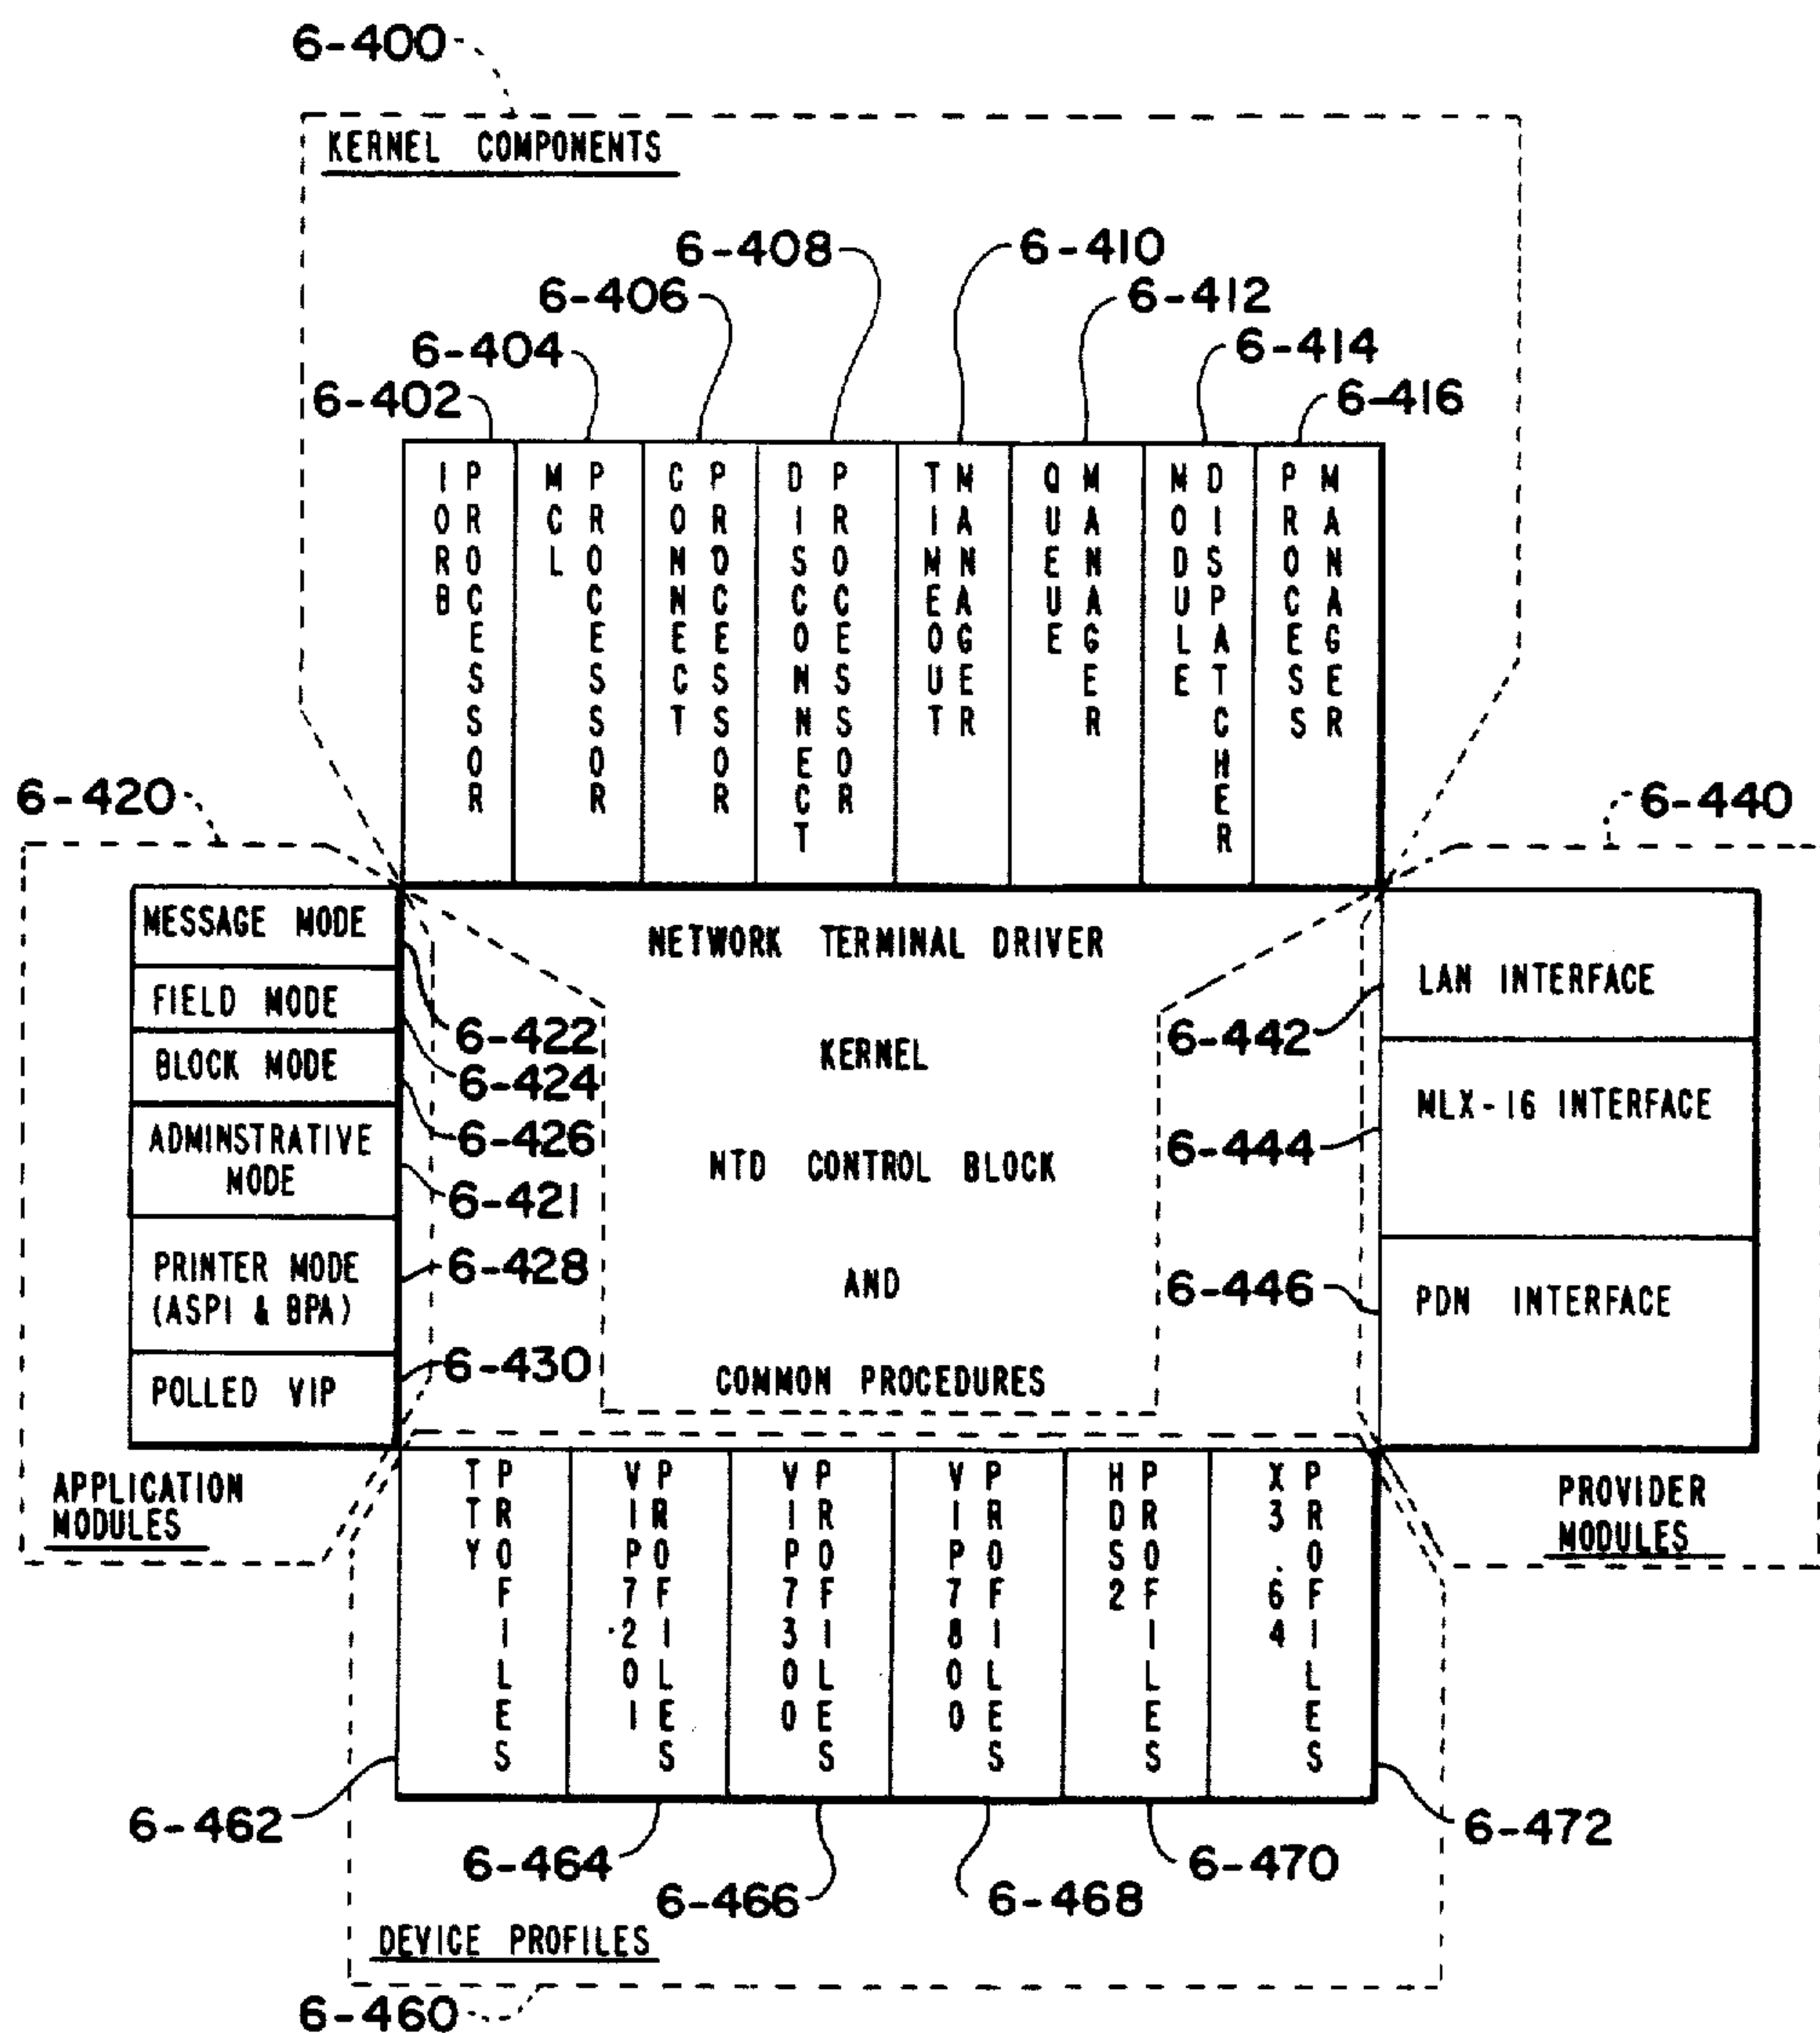 6-400
KERNEL COMPONENTS
6-408
6-410
6-406
6-412
6-404
6-414
6-402
6-416
IORB PROCESSOR
MCL PROCESSOR
CONNECT PROCESSOR
DISCONNECT PROCESSOR
TIMEOUT MANAGER
QUEUE MANAGER
MODULE DISPATCHER
PROCESS MANAGER
6-420
6-440
MESSAGE MODE
FIELD MODE
BLOCK MODE
ADMINSTRATIVE
MODE
PRINTER MODE
(ASPI & BPA)
POLLED VIP
6-422
6-424
6-426
6-421
6-428
6-430
NETWORK TERMINAL DRIVER
KERNEL
NTD CONTROL BLOCK
AND
COMMON PROCEDURES
6-442
6-444
6-446
LAN INTERFACE
MLX-16 INTERFACE
PDN INTERFACE
APPLICATION
MODULES
PROVIDER
MODULES
TTY PROFILES
VIP7201 PROFILES
VIP7300 PROFILES
VIP7800 PROFILES
HDS2 PROFILES
X3.64 PROFILES
6-462
6-464
6-466
6-468
6-470
6-472
DEVICE PROFILES
6-460